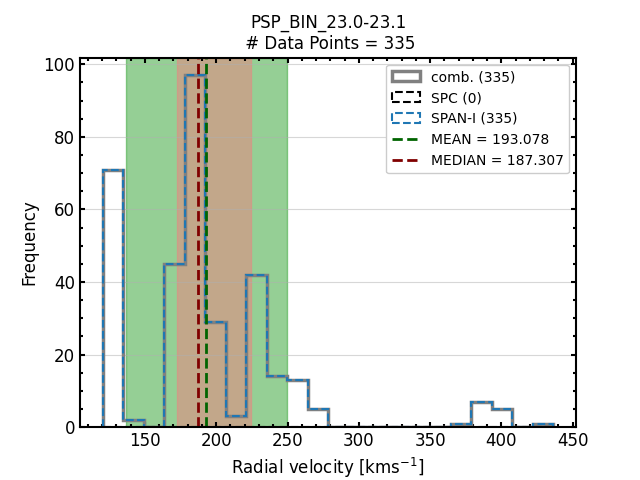 PSP_BIN_23.0-23.1
# Data Points = 335
100
80
60
40
20
0
Frequency
comb. (335)
SPC (0)
SPAN-I (335)
MEAN = 193.078
MEDIAN = 187.307
150 200 250 300 350 400 450
Radial velocity [kms⁻¹]